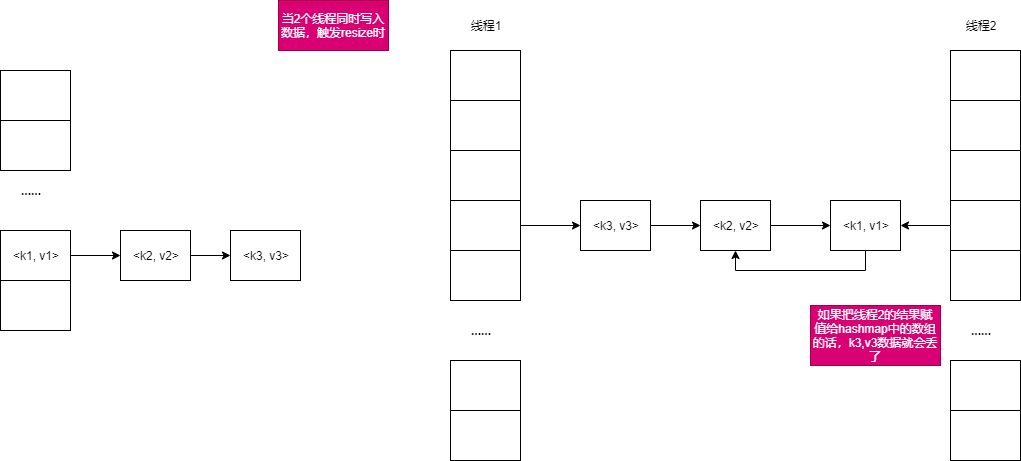 当2个线程同时写入
数据，触发resize时
线程1
线程2
......
<k1, v1>
<k2, v2>
<k3, v3>
<k3, v3>
<k2, v2>
<k1, v1>
如果把线程2的结果赋
值给hashmap中的数组
的话，k3,v3数据就会丢
了
......
......